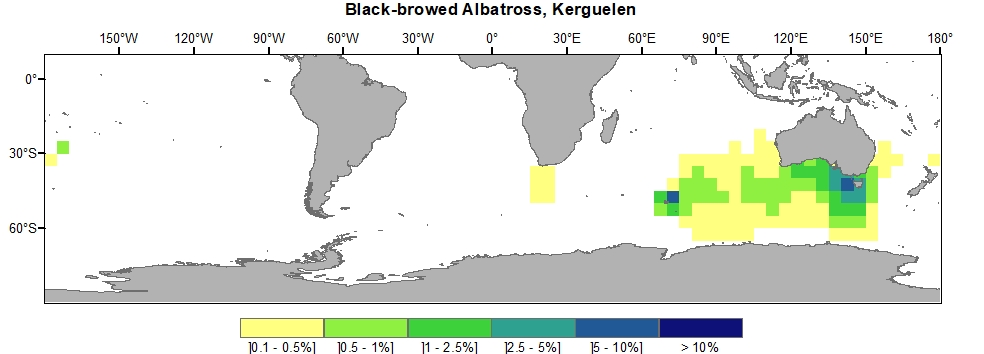 Black-browed Albatross, Kerguelen
150°W 120°W 90°W 60°W 30°W 0° 30°E 60°E 90°E 120°E 150°E 180°
0°
30°S
60°S
]0.1 - 0.5%] ]0.5 - 1%] ]1 - 2.5%] ]2.5 - 5%] ]5 - 10%] > 10%